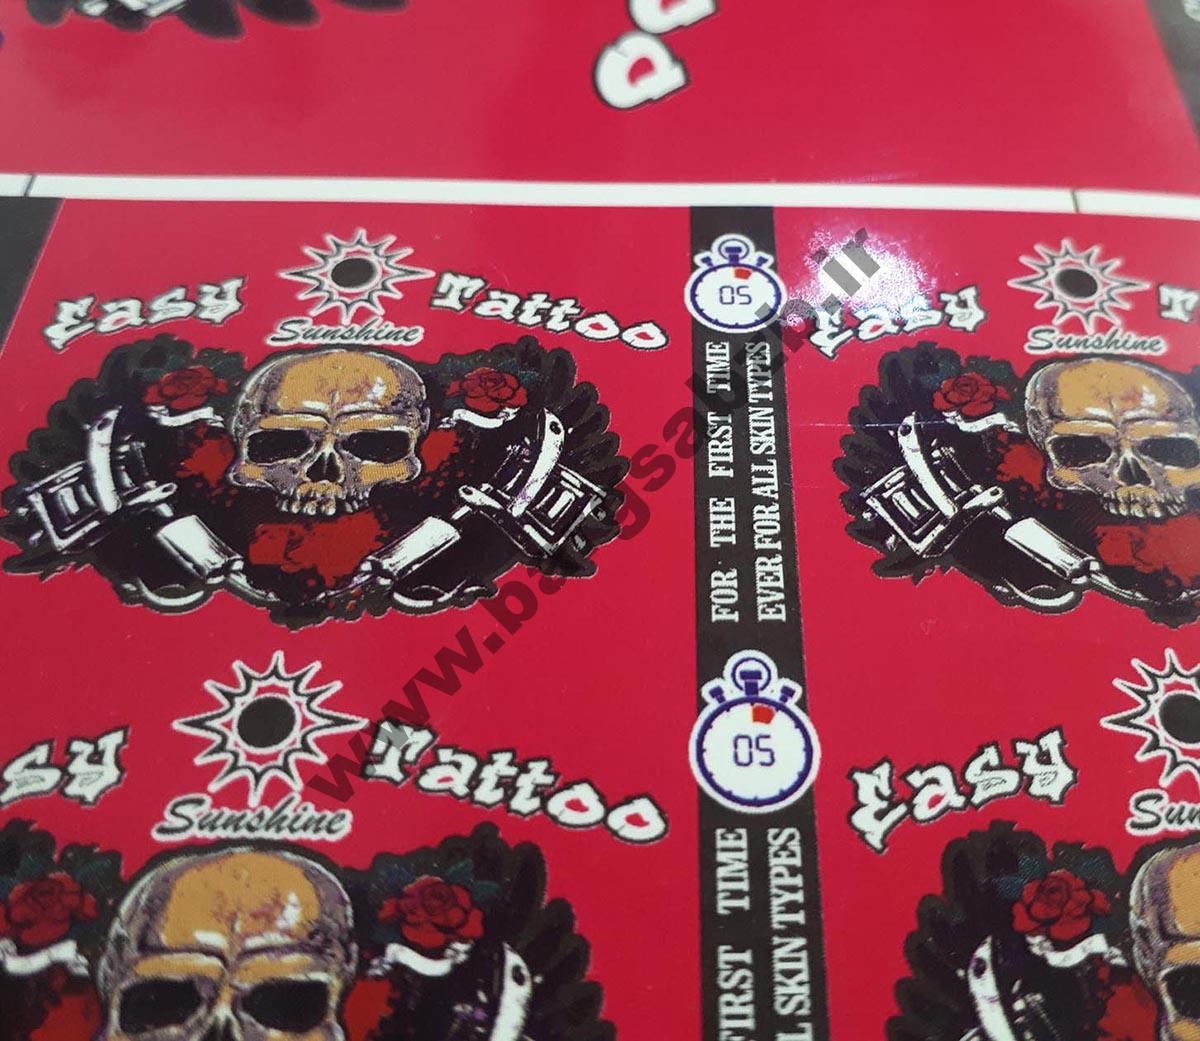 Easy Tattoo
Sunshine
05
FOR THE FIRST TIME
EVER FOR ALL SKIN TYPES
Easy
Sunshine
Tattoo
Sunshine
05
FIRST TIME
SKIN TYPES
Easy